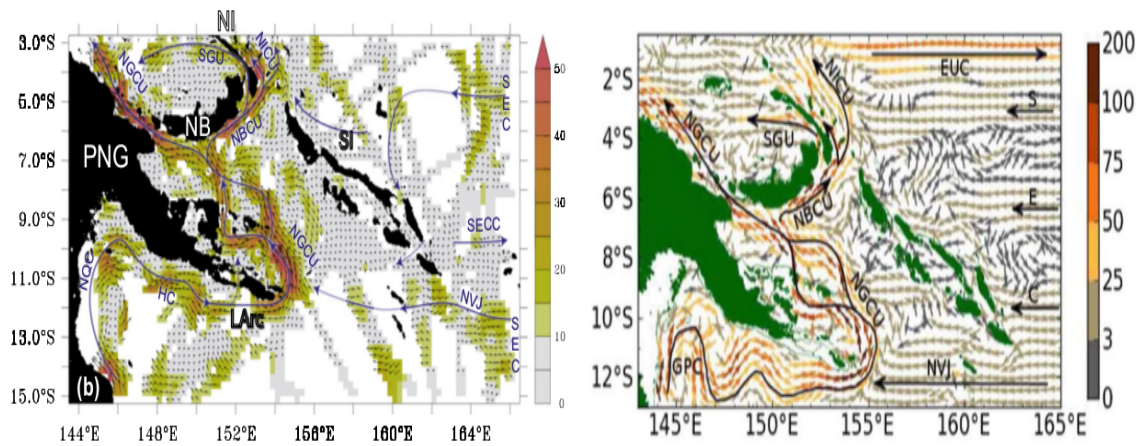 NI
3.0°S
5.0°S
7.0°S
9.0°S
11.0°S
13.0°S
15.0°S
144°E
148°E
152°E
156°E
160°E
164°E
NGCU
SGU
NICU
NB
NBCU
PNG
SI
S
E
C
SECC
NGCU
NQC
HC
LArc
NVJ
S
E
C
(b)
50
40
30
20
10
0
2°S
4°S
6°S
8°S
10°S
12°S
145°E
150°E
155°E
160°E
165°E
EUC
NICU
S
NGCU
SGU
NBCU
E
NGCU
C
GPC
NVJ
200
100
75
50
25
3
0